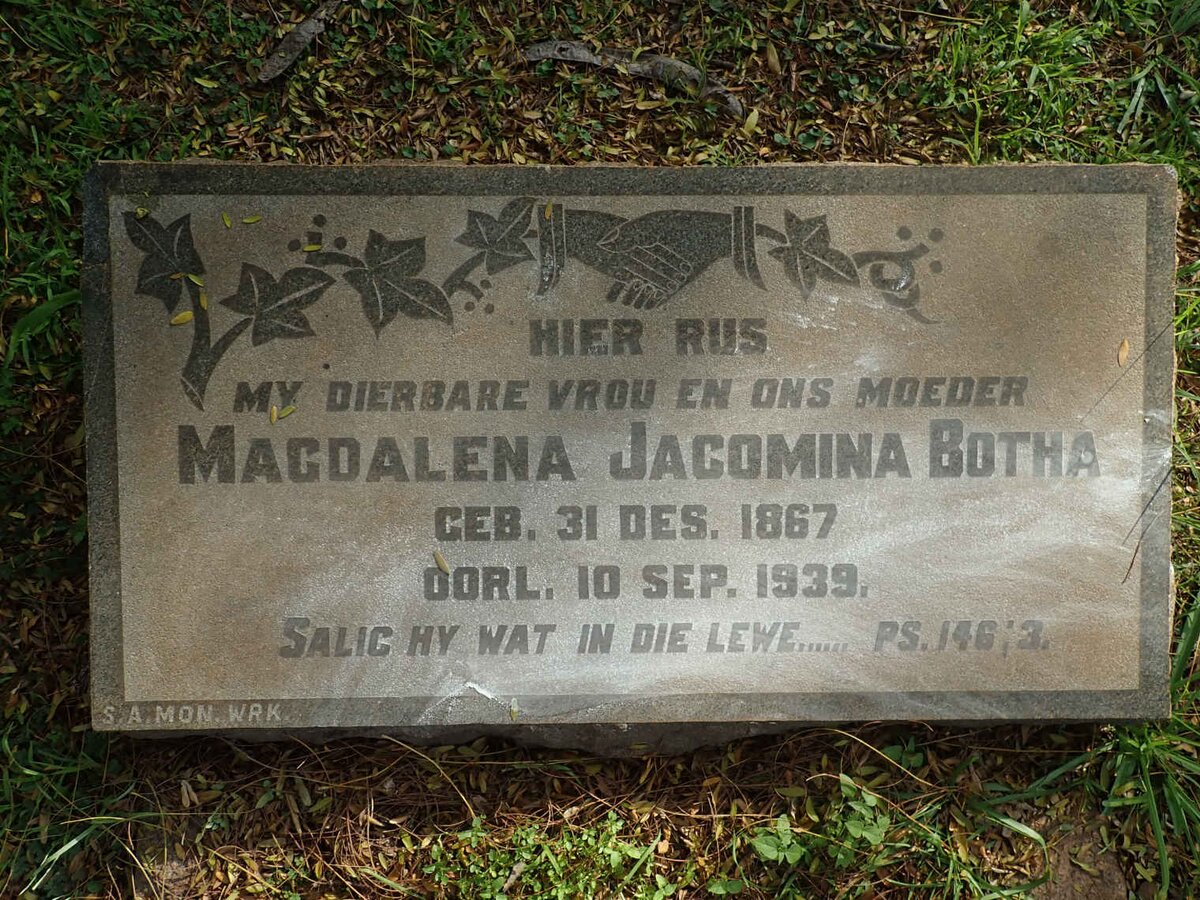 HIER RUS
MY DIERBARE VROU EN ONS MOEDER
MAGDALENA JACOMINA BOTHA
GEB. 31 DES. 1867
OORL. 10 SEP. 1939.
SALIG HY WAT IN DIE LEWE...... PS. 146;3.
S.A. MON. WRK.